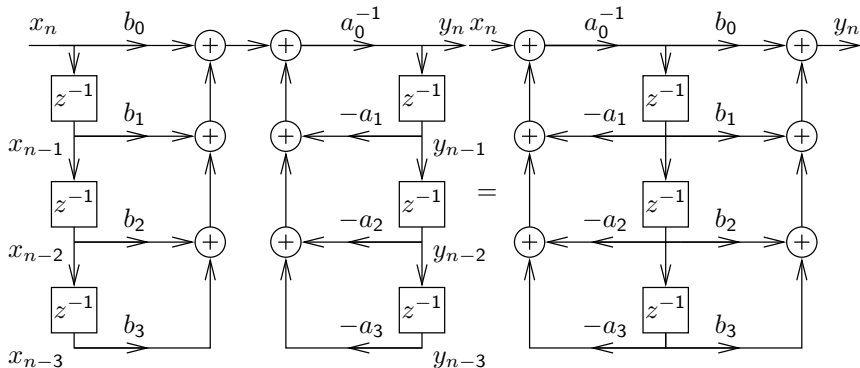 x_n b_0 + + a_0^{-1} y_n x_n + a_0^{-1} b_0 + y_n
z^{-1} z^{-1} z^{-1}
b_1 -a_1 -a_1 b_1
x_{n-1} + + y_{n-1} + +
z^{-1} z^{-1} = z^{-1}
b_2 -a_2 -a_2 b_2
x_{n-2} + + y_{n-2} + +
z^{-1} z^{-1} z^{-1}
b_3 -a_3 -a_3 b_3
x_{n-3} y_{n-3}